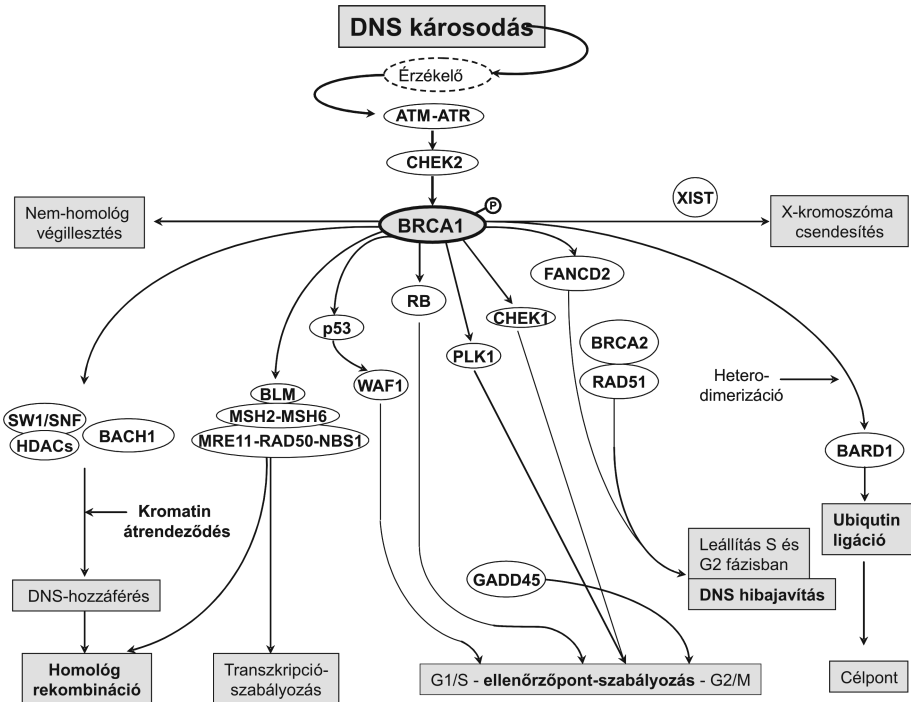 DNS károsodás
Érzékelő
ATM-ATR
CHEK2
P
BRCA1
XIST
Nem-homológ
végillesztés
X-kromoszóma
csendesítés
FANCD2
RB
p53
CHEK1
BRCA2
PLK1
RAD51
WAF1
Hetero-
dimerizáció
BLM
MSH2-MSH6
MRE11-RAD50-NBS1
SW1/SNF
HDACs
BACH1
BARD1
Kromatin
átrendeződés
Ubiqutin
ligáció
Leállítás S és
G2 fázisban
DNS hibajavítás
GADD45
DNS-hozzáférés
Homológ
rekombináció
Transzkripció-
szabályozás
G1/S - ellenőrzőpont-szabályozás - G2/M
Célpont